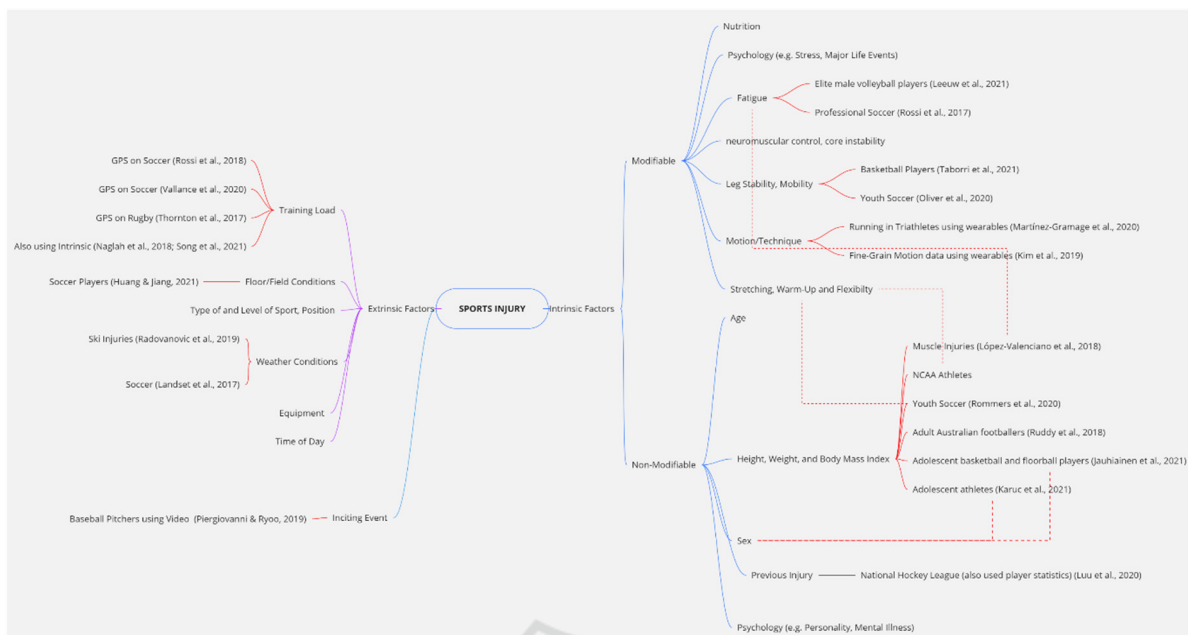 SPORTS INJURY
Extrinsic Factors
Training Load
GPS on Soccer (Rossi et al., 2018)
GPS on Soccer (Vallance et al., 2020)
GPS on Rugby (Thornton et al., 2017)
Also using Intrinsic (Naglah et al., 2018; Song et al., 2021)
Floor/Field Conditions
Soccer Players (Huang & Jiang, 2021)
Type of and Level of Sport, Position
Weather Conditions
Ski Injuries (Radovanovic et al., 2019)
Soccer (Landset et al., 2017)
Equipment
Time of Day
Inciting Event
Baseball Pitchers using Video (Piergiovanni & Ryoo, 2019)
Intrinsic Factors
Modifiable
Nutrition
Psychology (e.g. Stress, Major Life Events)
Fatigue
Elite male volleyball players (Leeuw et al., 2021)
Professional Soccer (Rossi et al., 2017)
neuromuscular control, core instability
Leg Stability, Mobility
Basketball Players (Taborri et al., 2021)
Youth Soccer (Oliver et al., 2020)
Motion/Technique
Running in Triathletes using wearables (Martínez-Gramage et al., 2020)
Fine-Grain Motion data using wearables (Kim et al., 2019)
Stretching, Warm-Up and Flexibilty
Non-Modifiable
Age
Height, Weight, and Body Mass Index
Muscle Injuries (López-Valenciano et al., 2018)
NCAA Athletes
Youth Soccer (Rommers et al., 2020)
Adult Australian footballers (Ruddy et al., 2018)
Adolescent basketball and floorball players (Jauhiainen et al., 2021)
Adolescent athletes (Karuc et al., 2021)
Sex
Previous Injury
National Hockey League (also used player statistics) (Luu et al., 2020)
Psychology (e.g. Personality, Mental Illness)